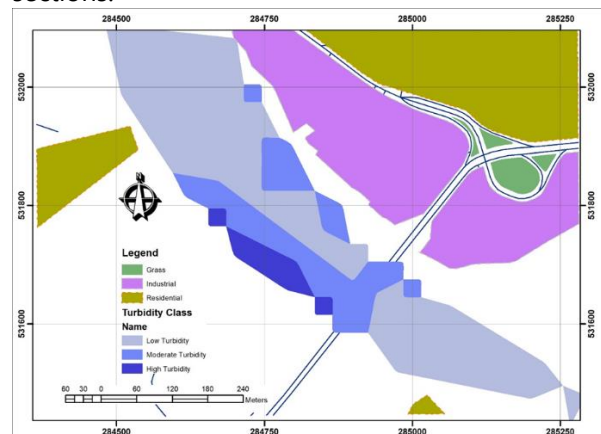 sections.
284500 284750 285000 285250
532000 532000
531800 531800
531600 531600
Legend
Grass
Industrial
Residential
Turbidity Class
Name
Low Turbidity
Moderate Turbidity
High Turbidity
60 30 0 60 120 180 240
Meters
284500 284750 285000 285250